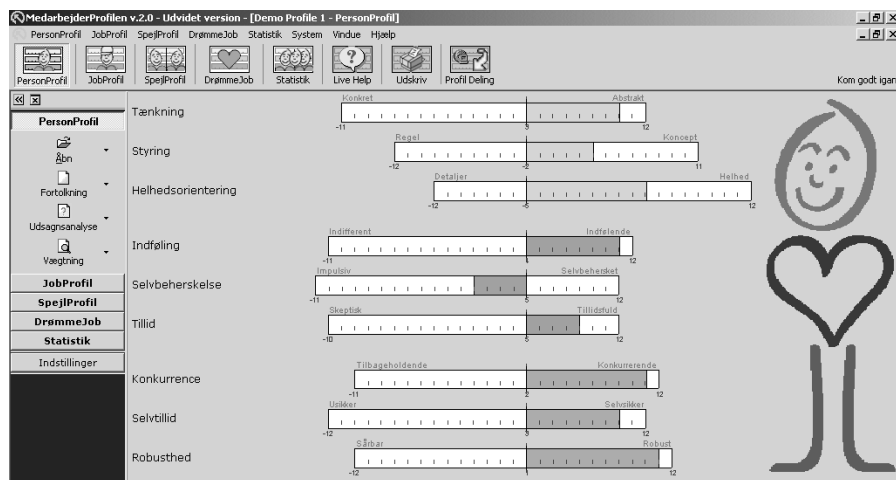 MedarbejderProfilen v.2.0 - Udvidet version - [Demo Profile 1 - PersonProfil]
PersonProfil JobProfil SpejlProfil DrømmeJob Statistik System Vindue Hjælp
PersonProfil JobProfil SpejlProfil DrømmeJob Statistik Live Help Udskriv Profil Deling Kom godt igan
PersonProfil
Åbn
Fortolkning
Udsagnsanalyse
Vægtning
JobProfil
SpejlProfil
DrømmeJob
Statistik
Indstillinger
Konkret Abstrakt
Tænkning
-11 3 12
Regel Koncept
Styring
-12 -2 11
Detaljer Helhed
Helhedsorientering
-12 -5 12
Indifferent Indfølende
Indføling
-11 4 12
Impulsiv Selvbehersket
Selvbeherskelse
-11 5 12
Skeptisk Tillidsfuld
Tillid
-10 5 12
Tilbageholdende Konkurrerende
Konkurrence
-11 2 12
Usikker Selvsikker
Selvtillid
-12 3 12
Sårbar Robust
Robusthed
-12 1 12